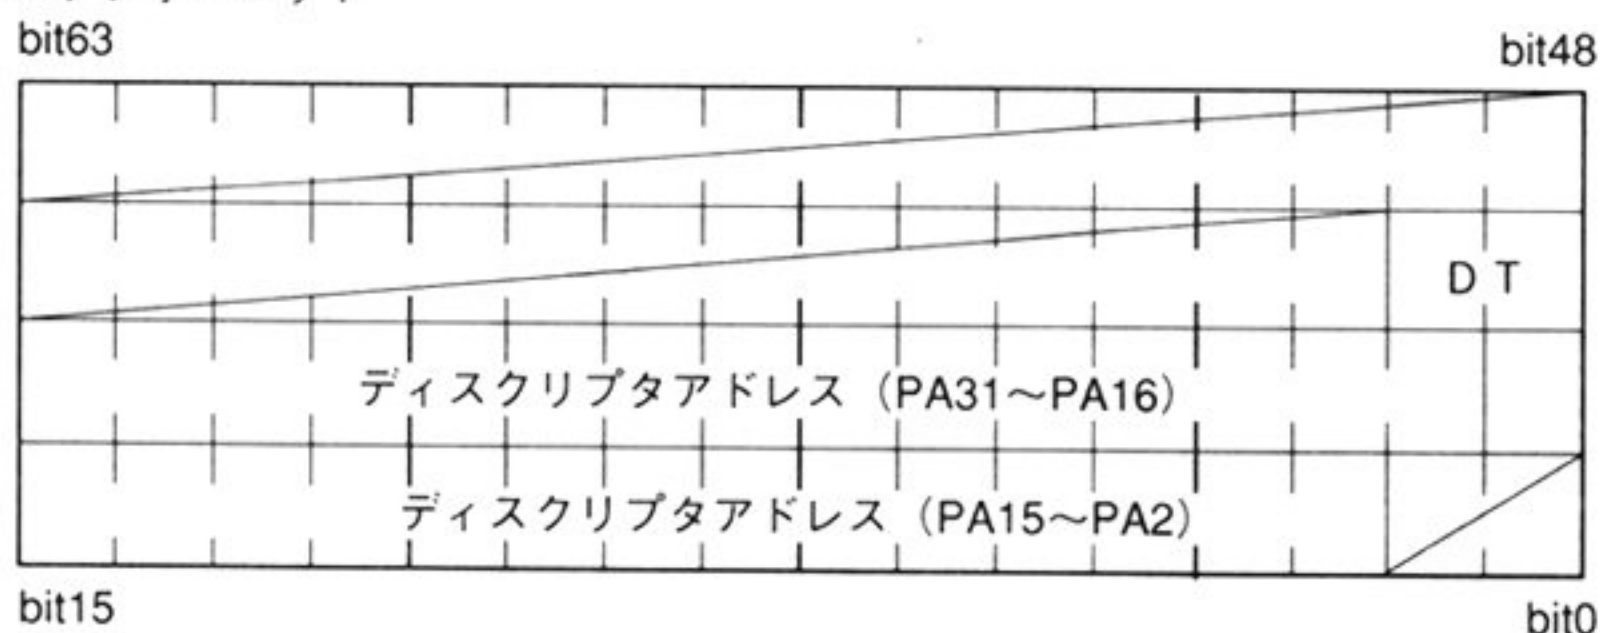 bit63
bit48
D T
ディスクリプタアドレス（PA31～PA16）
ディスクリプタアドレス（PA15～PA2）
bit15
bit0